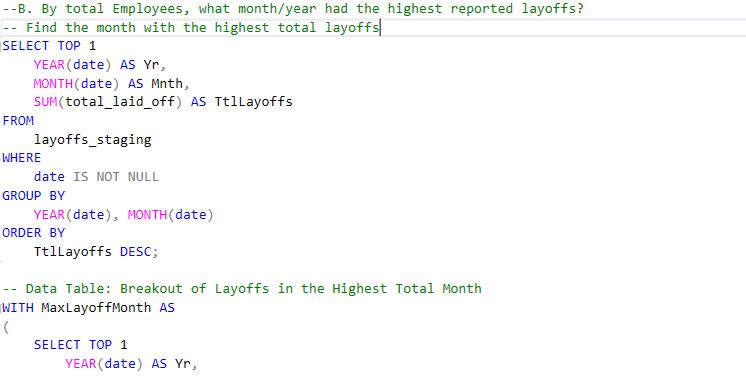 --B. By total Employees, what month/year had the highest reported layoffs?
-- Find the month with the highest total layoffs
SELECT TOP 1
    YEAR(date) AS Yr,
    MONTH(date) AS Mnth,
    SUM(total_laid_off) AS TtlLayoffs
FROM
    layoffs_staging
WHERE
    date IS NOT NULL
GROUP BY
    YEAR(date), MONTH(date)
ORDER BY
    TtlLayoffs DESC;
-- Data Table: Breakout of Layoffs in the Highest Total Month
WITH MaxLayoffMonth AS
(
    SELECT TOP 1
        YEAR(date) AS Yr,